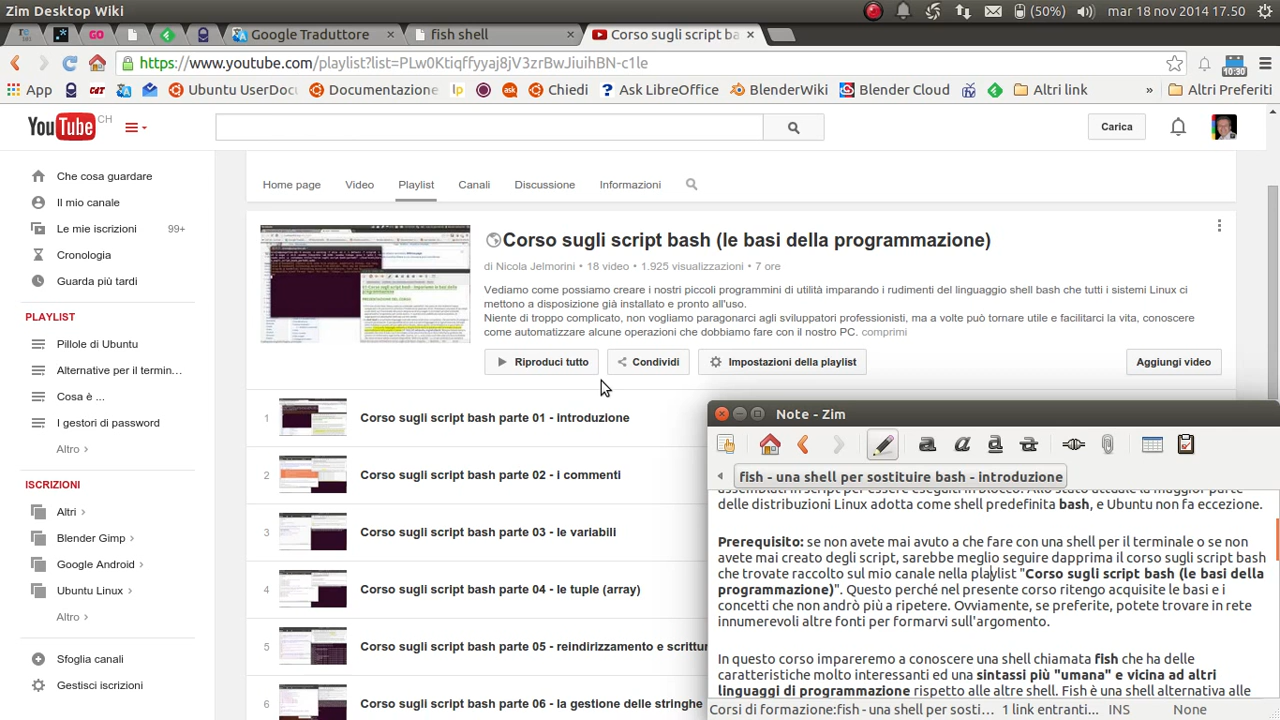 Zim Desktop Wiki
(50%)
mar 18 nov 2014 17.50
Google Traduttore
fish shell
Corso sugli script ba
https://www.youtube.com/playlist?list=PLw0Ktiqffyyaj8jV3zrBwJiuihBN-c1le
App
Ubuntu UserDocu
Documentazione
Chiedi
Ask LibreOffice
BlenderWiki
Blender Cloud
Altri link
»
Altri Preferiti
10:30
YouTube CH
Carica
Home page
Video
Playlist
Canali
Discussione
Informazioni
Che cosa guardare
Il mio canale
Le mie iscrizioni 99+
Cronologia
Guarda più tardi
PLAYLIST
Pillole di Ubuntu
Alternative per il termin...
Cosa è ...
I gestori di password
Altro ›
ISCRIZIONI
Altri ›
Blender Gimp ›
Google Android ›
Ubuntu Linux ›
Altro ›
Sfoglia canali
Gestisci iscrizioni
Corso sugli script bash (le basi della programmazione)
Vediamo come possiamo creare i nostri piccoli programmini di utilità imparando i rudimenti del linguaggio shell bash che tutti i sistemi Linux ci
mettono a disposizione già installato e pronto all'uso.
Niente di troppo complicato, non vogliamo paragonarci agli sviluppatori professionisti, ma a volte può tornare utile e facilitarci la vita, conoscere
come automatizzare alcune operazioni che si possono fare con il nostro PC. comprimi
Riproduci tutto
Condividi
Impostazioni della playlist
Aggiungi video
1 Corso sugli script bash parte 01 - Introduzione
2 Corso sugli script bash parte 02 - I commenti
3 Corso sugli script bash parte 03 - le variabili
4 Corso sugli script bash parte 04 - le tuple (array)
5 Corso sugli script bash parte 05 - reindirizzamento e scrittur
6 Corso sugli script bash parte 06 - la gestione delle stringhe
Note - Zim
fish - una shell per sostituire bash - introduzione
delle distribuzioni Linux adotta come shell predefinita bash, e Ubuntu non fa eccezione.
Prerequisito: se non avete mai avuto a che fare con una shell per il terminale o se non
avete mai creato degli script, sarebbe meglio seguire dapprima il corso sugli script bash
che trovate raccolto sul mio canale nella playlist "Corso sugli script bash (le basi della
programmazione)". Questo perché nel presente corso ritengo acquisite le basi e i
concetti che non andrò più a ripetere. Ovviamente, se preferite, potete trovare in rete
innumerevoli altre fonti per formarvi sull'argomento.
In questo corso impareremo a conoscere una shell chiamata fish che ha delle
caratteristiche molto interessanti ed una sintassi più "umana" e vicina ad altri
linguaggi di programmazione rispetto alle altre shell. Fish è una shell alternativa alle
Corsi di formazione:fish - una shell per sosti
1 link entranti...
INS
None